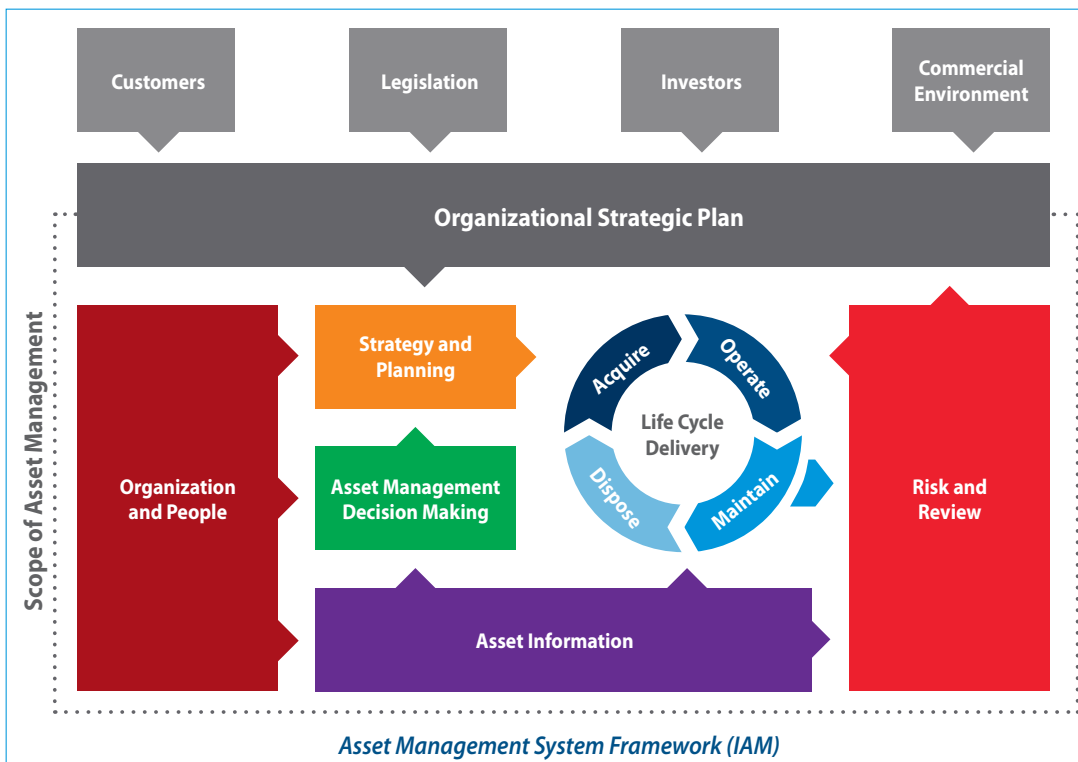 Customers
Legislation
Investors
Commercial
Environment
Organizational Strategic Plan
Scope of Asset Management
Organization
and People
Strategy and
Planning
Asset Management
Decision Making
Acquire
Operate
Life Cycle
Delivery
Dispose
Maintain
Risk and
Review
Asset Information
Asset Management System Framework (IAM)